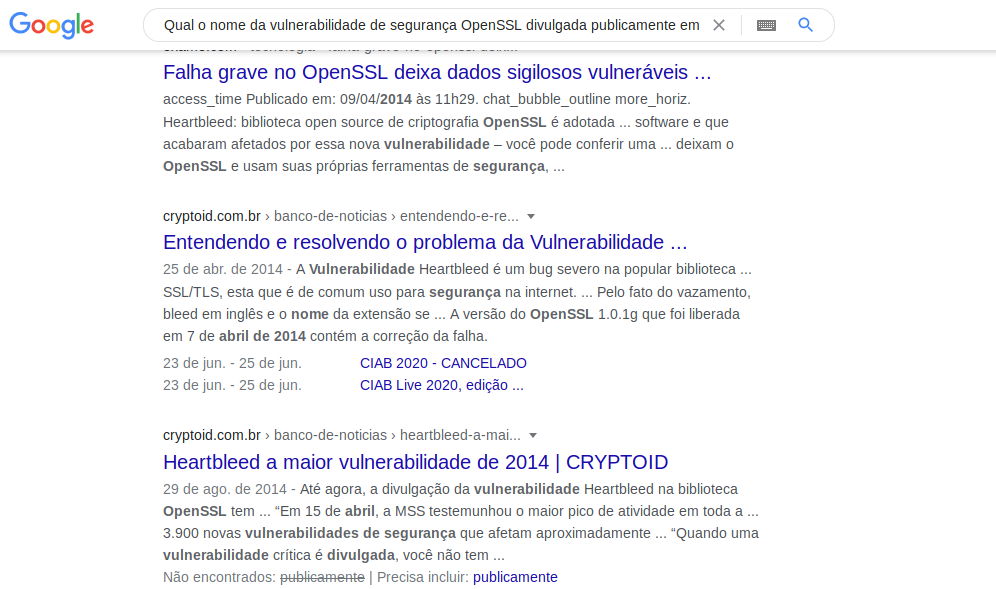 Google
Qual o nome da vulnerabilidade de segurança OpenSSL divulgada publicamente em
Falha grave no OpenSSL deixa dados sigilosos vulneráveis ...
access_time Publicado em: 09/04/2014 às 11h29. chat_bubble_outline more_horiz.
Heartbleed: biblioteca open source de criptografia OpenSSL é adotada ... software e que
acabaram afetados por essa nova vulnerabilidade – você pode conferir uma ... deixam o
OpenSSL e usam suas próprias ferramentas de segurança, ...
cryptoid.com.br › banco-de-noticias › entendendo-e-re...
Entendendo e resolvendo o problema da Vulnerabilidade ...
25 de abr. de 2014 - A Vulnerabilidade Heartbleed é um bug severo na popular biblioteca ...
SSL/TLS, esta que é de comum uso para segurança na internet. ... Pelo fato do vazamento,
bleed em inglês e o nome da extensão se ... A versão do OpenSSL 1.0.1g que foi liberada
em 7 de abril de 2014 contém a correção da falha.
23 de jun. - 25 de jun. CIAB 2020 - CANCELADO
23 de jun. - 25 de jun. CIAB Live 2020, edição ...
cryptoid.com.br › banco-de-noticias › heartbleed-a-mai...
Heartbleed a maior vulnerabilidade de 2014 | CRYPTOID
29 de ago. de 2014 - Até agora, a divulgação da vulnerabilidade Heartbleed na biblioteca
OpenSSL tem ... “Em 15 de abril, a MSS testemunhou o maior pico de atividade em toda a ...
3.900 novas vulnerabilidades de segurança que afetam aproximadamente ... “Quando uma
vulnerabilidade crítica é divulgada, você não tem ...
Não encontrados: publicamente | Precisa incluir: publicamente